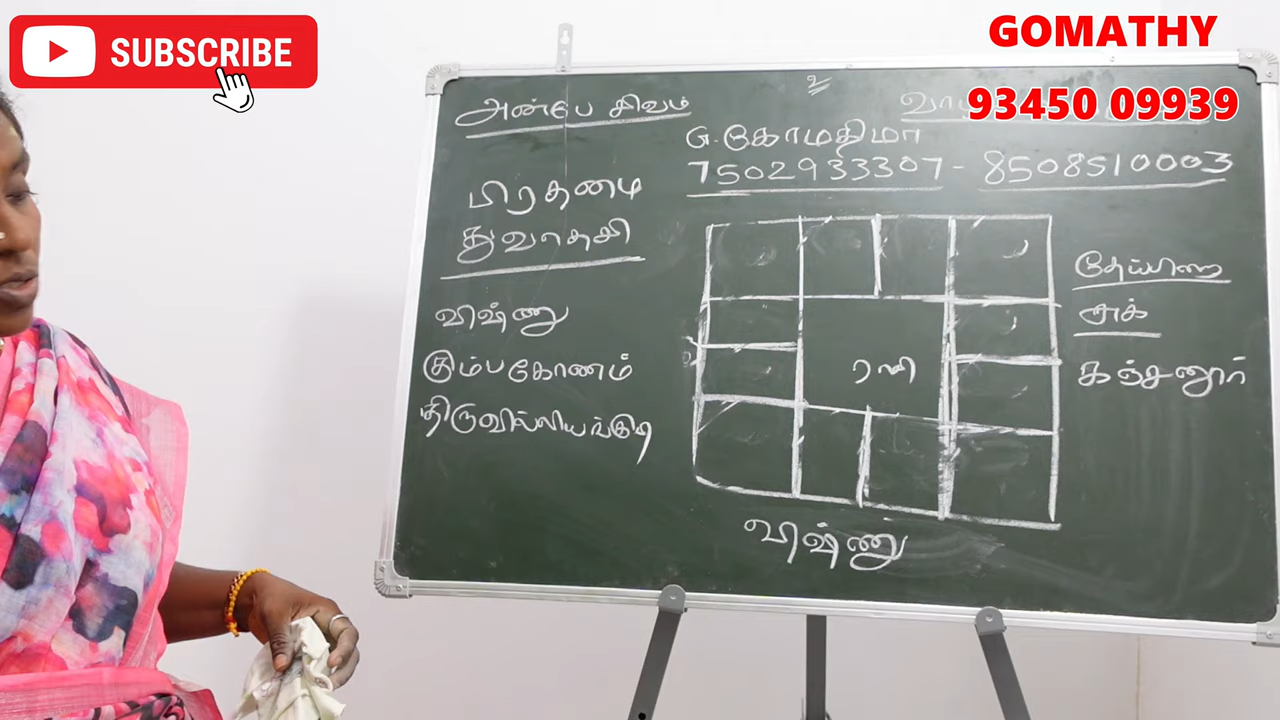 SUBSCRIBE
GOMATHY
93450 09939
உ
அன்பே சிவம்
G.கோமதிமா
7502933307 - 8508510003
பிரதமை
துவாதசி
விஷ்ணு
கும்பகோணம்
திருவில்லியங்குடி
ராசி
விஷ்ணு
தேய்பிறை
சுக்
கஞ்சனூர்